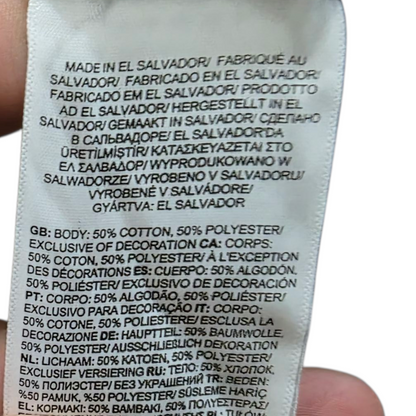 MADE IN EL SALVADOR/ FABRIQUÉ AU
SALVADOR/ FABRICADO EN EL SALVADOR/
FABRICADO EM EL SALVADOR/ PRODOTTO
AD EL SALVADOR/ HERGESTELLT IN EL
SALVADOR/ GEMAAKT IN SALVADOR/ СДЕЛАНО
В САЛЬВАДОРЕ/ EL SALVADOR'DA
ÜRETİLMİŞTİR/ ΚΑΤΑΣΚΕΥΑΖΕΤΑΙ ΣΤΟ
ΕΛ ΣΑΛΒΑΔΟΡ/ WYPRODUKOWANO W
SALWADORZE/ VYROBENO V SALVADORU/
VYROBENÉ V SALVÁDORE/
GYÁRTVA: EL SALVADOR
GB: BODY: 50% COTTON, 50% POLYESTER/
EXCLUSIVE OF DECORATION CA: CORPS:
50% COTON, 50% POLYESTER/ À L'EXCEPTION
DES DÉCORATIONS ES: CUERPO: 50% ALGODÓN.
50% POLIÉSTER/ EXCLUSIVO DE DECORACIÓN
PT: CORPO: 50% ALGODÃO, 50% POLIÉSTER/
EXCLUSIVO PARA DECORAÇÃO IT: CORPO:
50% COTONE, 50% POLIESTERE/ ESCLUSA LA
DECORAZIONE DE: HAUPTTEIL: 50% BAUMWOLLE,
50% POLYESTER/ AUSSCHLIEßLICH DEKORATION
NL: LICHAAM: 50% KATOEN, 50% POLYESTER/
EXCLUSIEF VERSIERING RU: ТЕЛО: 50% ХЛОПОК,
50% ПОЛИЭСТЕР/ БЕЗ УКРАШЕНИЙ TR: BEDEN:
%50 PAMUK, %50 POLYESTER/ SÜSLEME HARİÇ
EL: ΚΟΡΜΑΚΙ: 50% ΒΑΜΒΑΚΙ, 50%